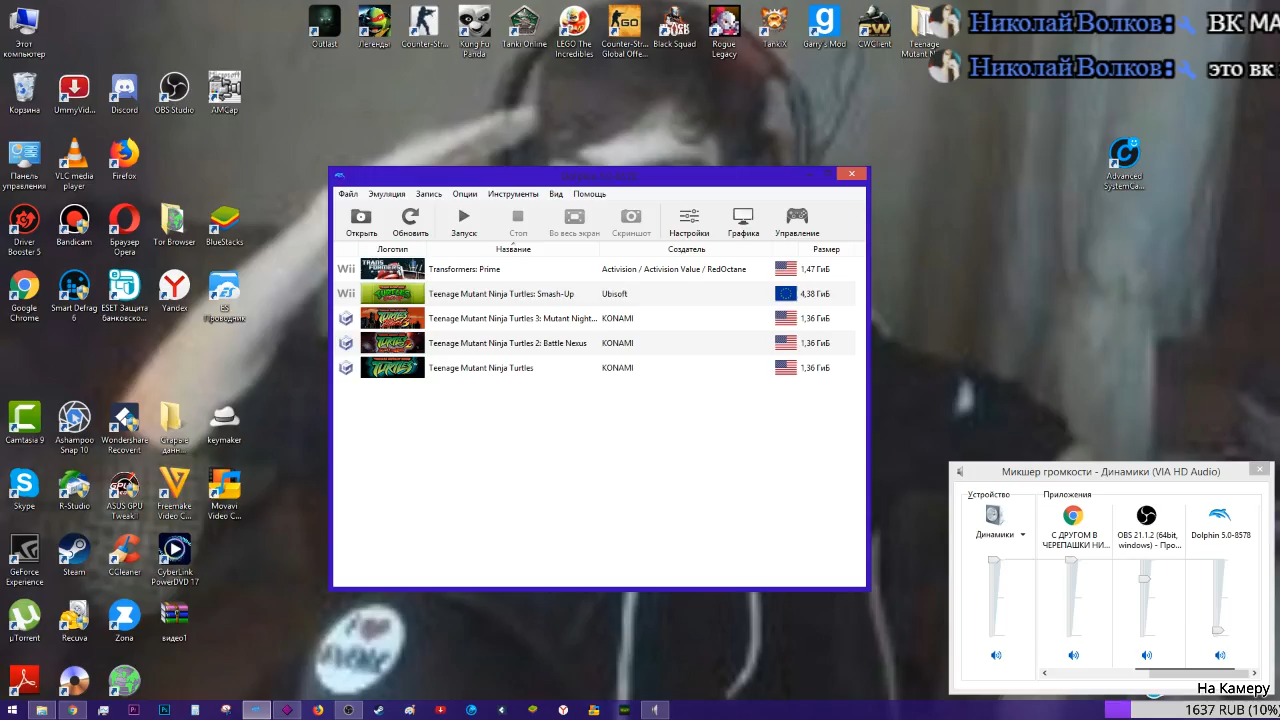 Этот
компьютер
Outlast
Легенды
Counter-Str...
Kung Fu
Panda
Tanki Online
LEGO The
Incredibles
Counter-Str...
Global Offe...
Black Squad
Rogue
Legacy
TankiX
Garry's Mod
CWClient
Teenage
Mutant N
Николай Волков:
ВК МА
Николай Волков:
это вк
Корзина
UmmyVid...
Discord
OBS Studio
AMCap
Панель
управления
VLC media
player
Firefox
Advanced
SystemCa...
Driver
Booster 5
Bandicam
Браузер
Opera
Tor Browser
BlueStacks
Google
Chrome
Smart Defrag
6
ESET Защита
банковско...
Yandex
ES
Проводник
Camtasia 9
Ashampoo
Snap 10
Wondershare
Recoverit
Старые
данн...
keymaker
Skype
R-Studio
ASUS GPU
Tweak II
Freemake
Video C...
Movavi
Video C...
GeForce
Experience
Steam
CCleaner
CyberLink
PowerDVD 17
µTorrent
Recuva
Zona
видео1
Файл Эмуляция Запись Опции Инструменты Вид Помощь
Открыть Обновить Запуск Стоп Во весь экран Скриншот Настройки Графика Управление
Логотип Название Создатель Размер
Wii Transformers: Prime Activision / Activision Value / RedOctane 1,47 ГиБ
Wii Teenage Mutant Ninja Turtles: Smash-Up Ubisoft 4,38 ГиБ
Teenage Mutant Ninja Turtles 3: Mutant Night... KONAMI 1,36 ГиБ
Teenage Mutant Ninja Turtles 2: Battle Nexus KONAMI 1,36 ГиБ
Teenage Mutant Ninja Turtles KONAMI 1,36 ГиБ
Микшер громкости - Динамики (VIA HD Audio)
Устройство Приложения
Динамики
С ДРУГОМ В
ЧЕРЕПАШКИ НИ...
OBS 21.1.2 (64bit,
windows) - Про...
Dolphin 5.0-8578
На Камеру
1637 RUB (10%)